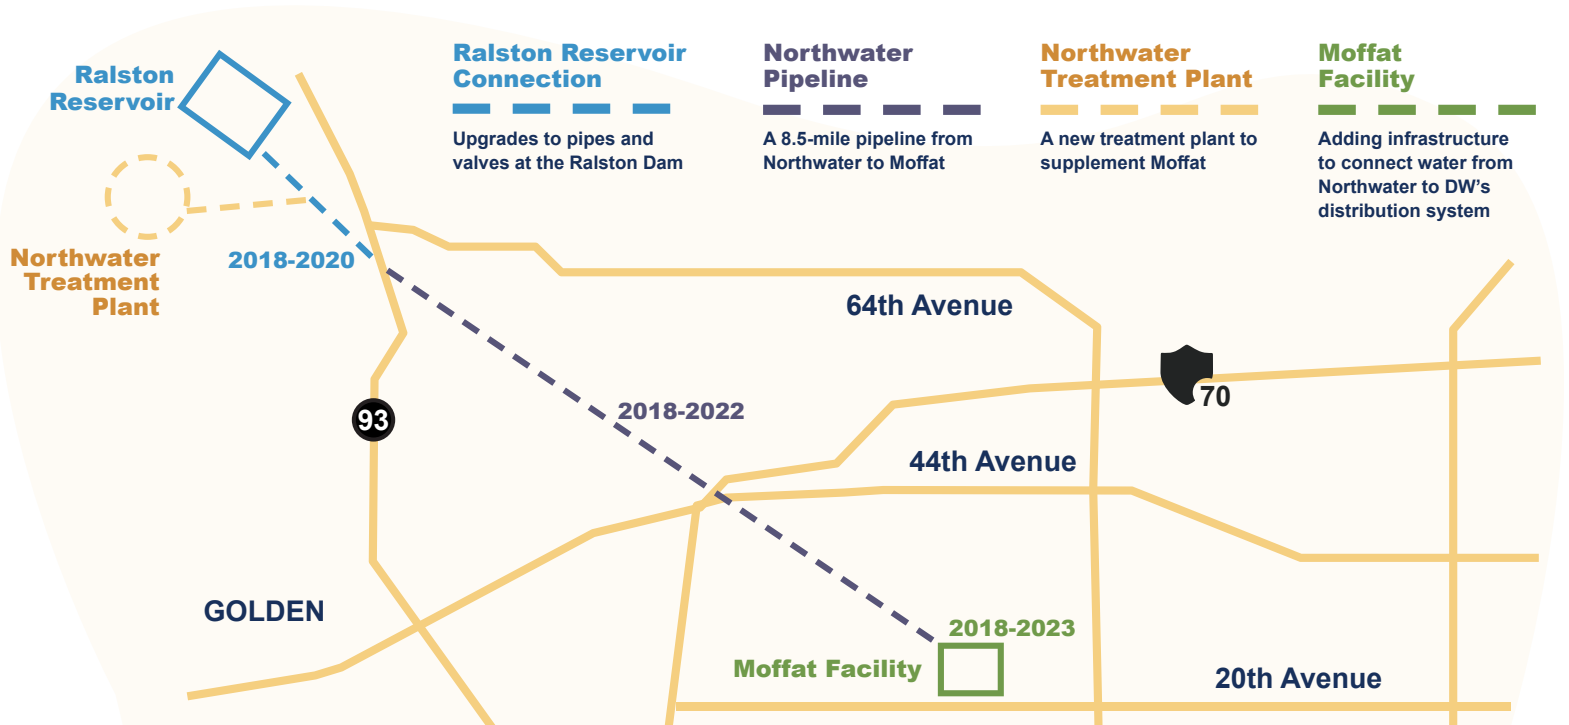 Ralston
Reservoir
Ralston Reservoir
Connection
Upgrades to pipes and
valves at the Ralston Dam
Northwater
Pipeline
A 8.5-mile pipeline from
Northwater to Moffat
Northwater
Treatment Plant
A new treatment plant to
supplement Moffat
Moffat
Facility
Adding infrastructure
to connect water from
Northwater to DW’s
distribution system
Northwater
Treatment
Plant
2018-2020
64th Avenue
70
93
2018-2022
44th Avenue
GOLDEN
2018-2023
Moffat Facility
20th Avenue